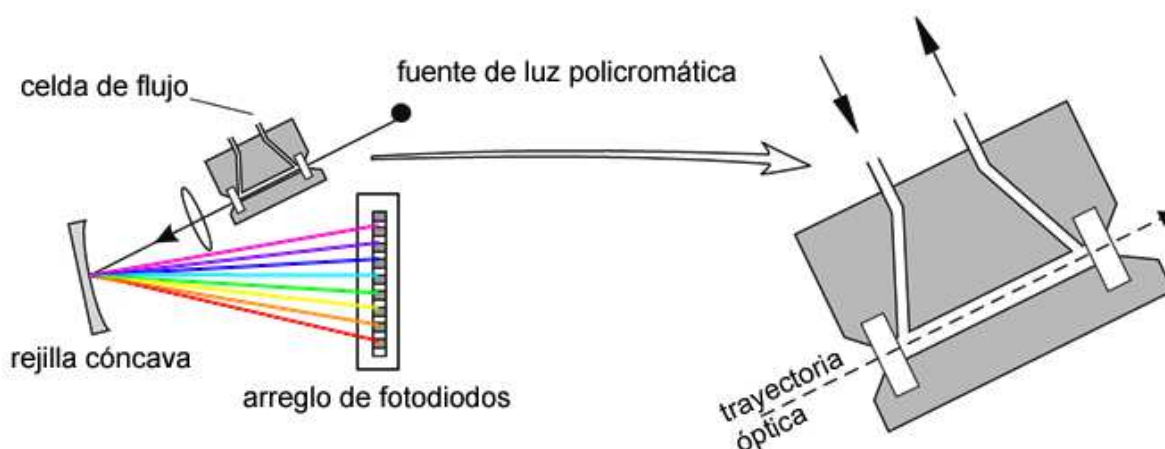 fuente de luz policromática
celda de flujo
rejilla cóncava
arreglo de fotodiodos
trayectoria
óptica